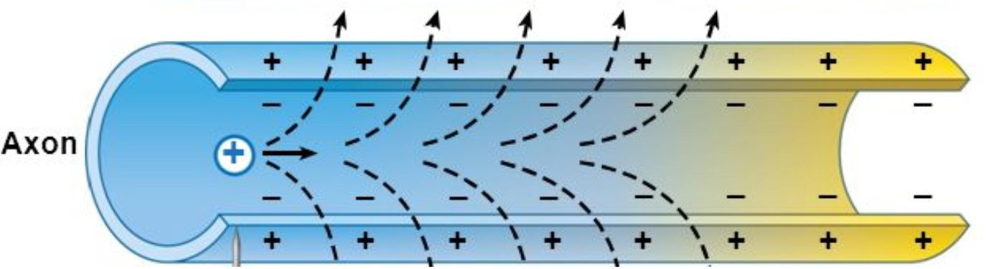 + + + + + + + +
− − − − − − − −
Axon +
− − − − − − − −
+ + + + + + + +